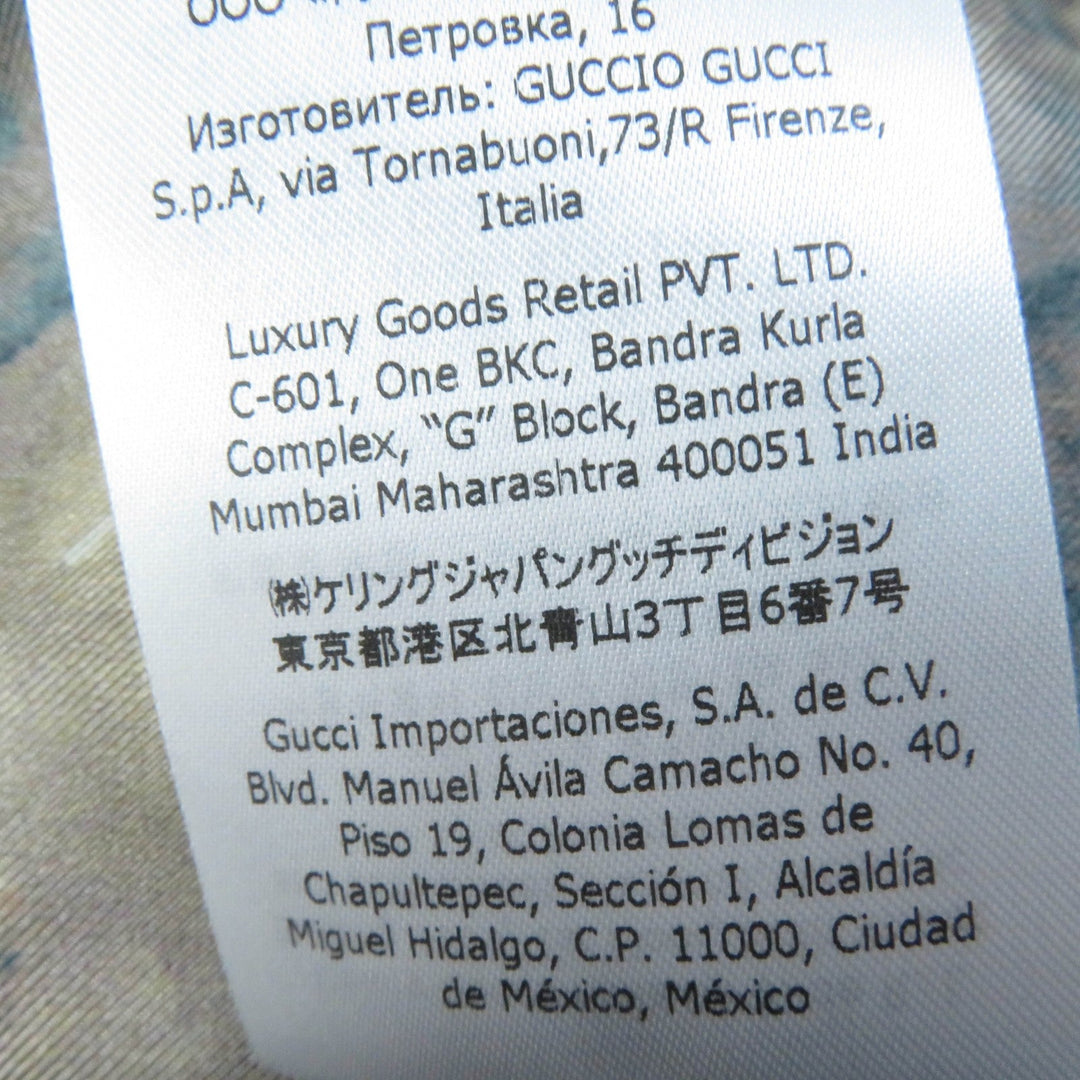 ООО
Петровка, 16
Изготовитель: GUCCIO GUCCI
S.p.A, via Tornabuoni,73/R Firenze,
Italia
Luxury Goods Retail PVT. LTD.
C-601, One BKC, Bandra Kurla
Complex, “G” Block, Bandra (E)
Mumbai Maharashtra 400051 India
㈱ケリングジャパングッチディビジョン
東京都港区北青山3丁目6番7号
Gucci Importaciones, S.A. de C.V.
Blvd. Manuel Ávila Camacho No. 40,
Piso 19, Colonia Lomas de
Chapultepec, Sección I, Alcaldía
Miguel Hidalgo, C.P. 11000, Ciudad
de México, México